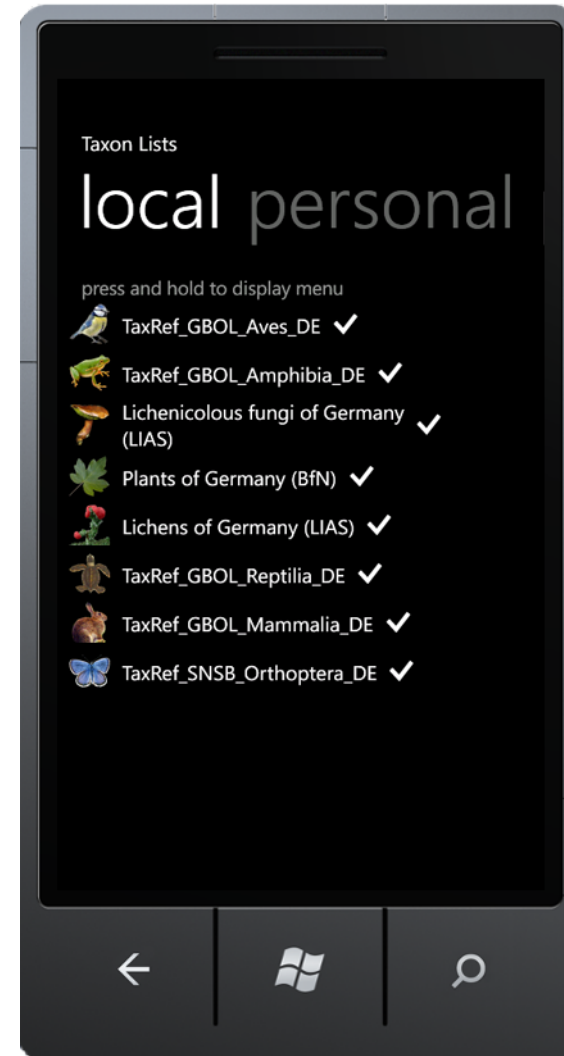 Taxon Lists
local personal
press and hold to display menu
TaxRef_GBOL_Aves_DE
TaxRef_GBOL_Amphibia_DE
Lichenicolous fungi of Germany
(LIAS)
Plants of Germany (BfN)
Lichens of Germany (LIAS)
TaxRef_GBOL_Reptilia_DE
TaxRef_GBOL_Mammalia_DE
TaxRef_SNSB_Orthoptera_DE